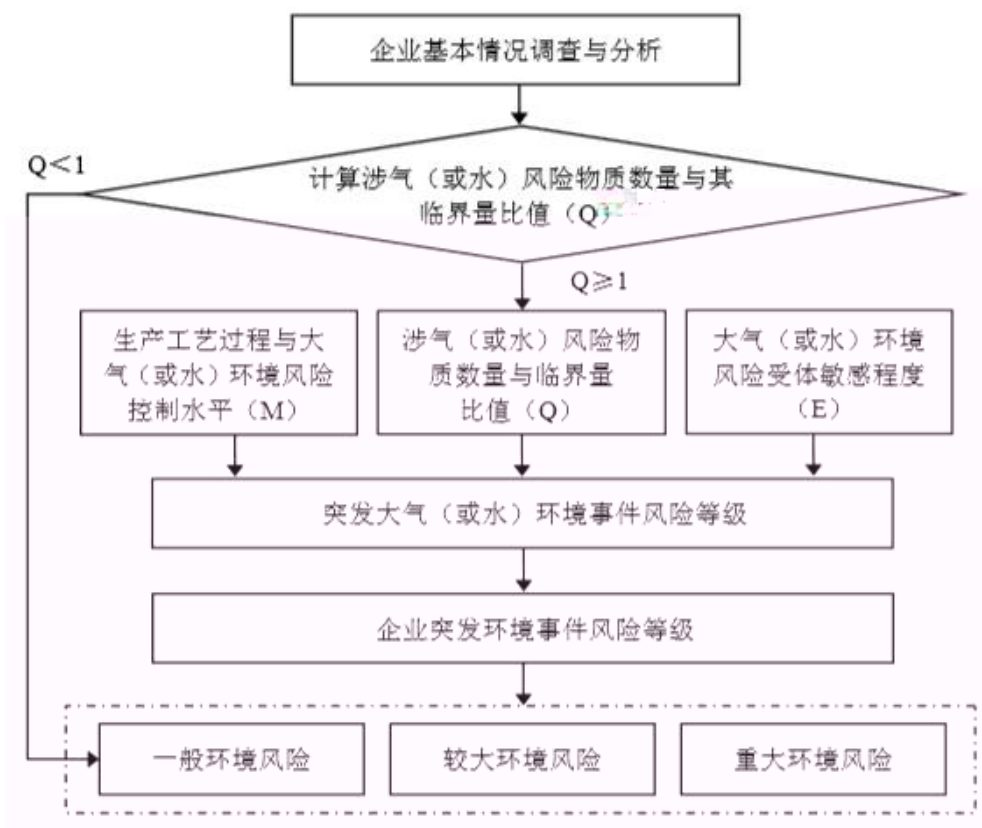 企业基本情况调查与分析
Q＜1
计算涉气（或水）风险物质数量与其
临界量比值（Q）
Q≥1
生产工艺过程与大
气（或水）环境风险
控制水平（M）
涉气（或水）风险物
质数量与临界量
比值（Q）
大气（或水）环境
风险受体敏感程度
（E）
突发大气（或水）环境事件风险等级
企业突发环境事件风险等级
一般环境风险
较大环境风险
重大环境风险